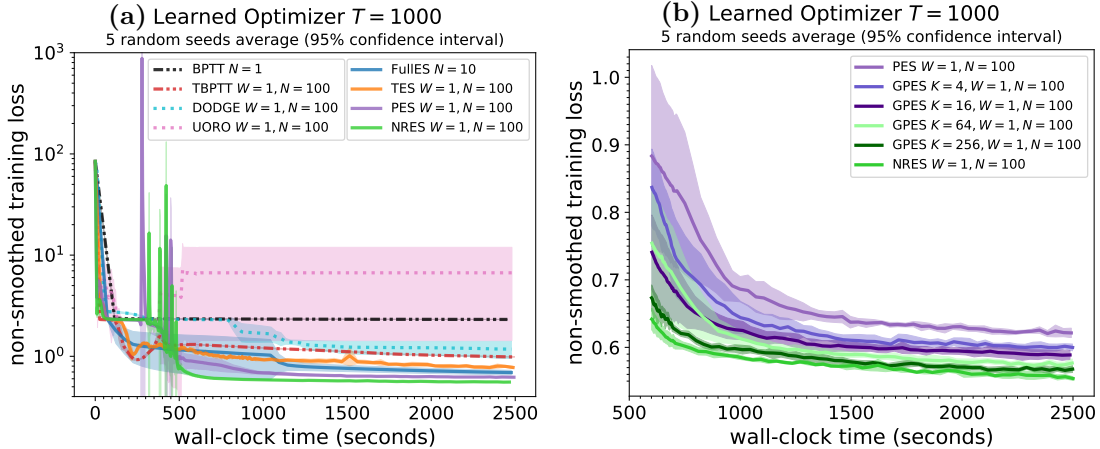 (a) Learned Optimizer T = 1000
5 random seeds average (95% confidence interval)
non-smoothed training loss
10³
10²
10¹
10⁰
BPTT N = 1
TBPTT W = 1, N = 100
DODGE W = 1, N = 100
UORO W = 1, N = 100
FullES N = 10
TES W = 1, N = 100
PES W = 1, N = 100
NRES W = 1, N = 100
0 500 1000 1500 2000 2500
wall-clock time (seconds)
(b) Learned Optimizer T = 1000
5 random seeds average (95% confidence interval)
non-smoothed training loss
1.0
0.9
0.8
0.7
0.6
PES W = 1, N = 100
GPES K = 4, W = 1, N = 100
GPES K = 16, W = 1, N = 100
GPES K = 64, W = 1, N = 100
GPES K = 256, W = 1, N = 100
NRES W = 1, N = 100
500 1000 1500 2000 2500
wall-clock time (seconds)